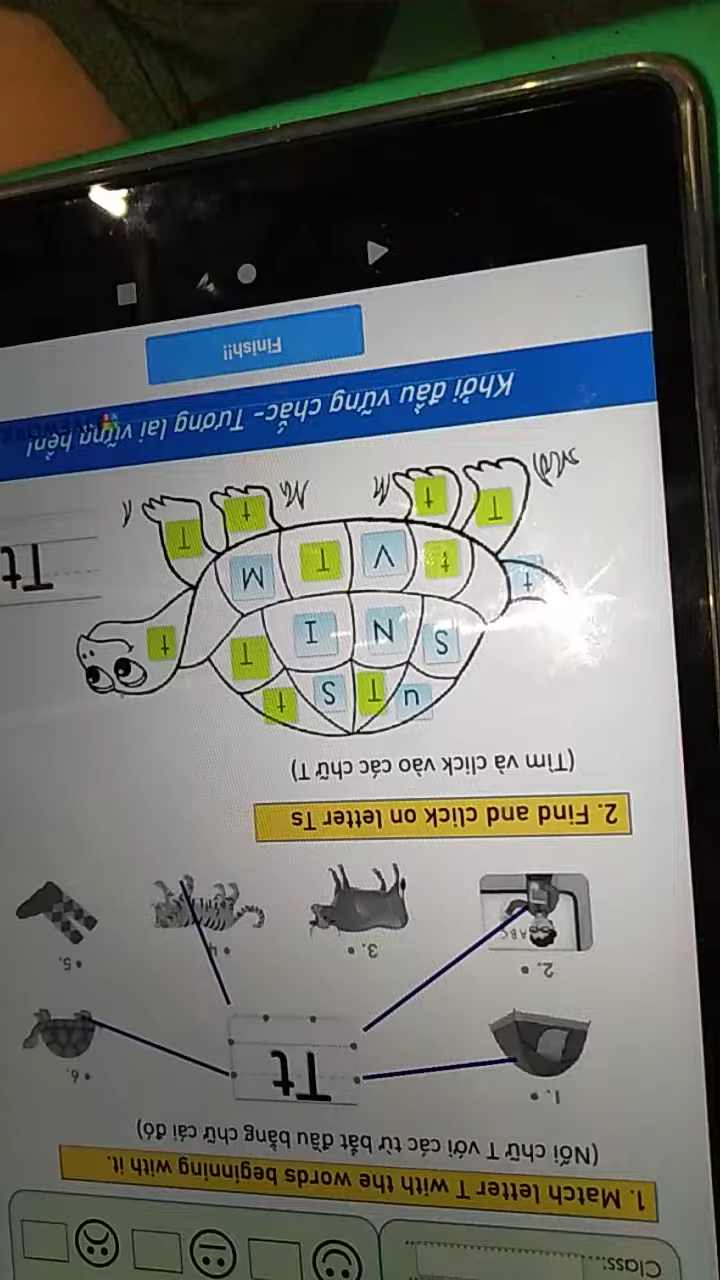 Class:
1. Match letter T with the words beginning with it.
(Nối chữ T với các từ bắt đầu bằng chữ cái đó)
1.
Tt
6.
2.
A B C
3.
4.
5.
2. Find and click on letter Ts
(Tìm và click vào các chữ T)
u T S t
S N I T t
t t V T M
T t t T
Tt
Khởi đầu vững chắc- Tương lai vững bền!
Finish!!